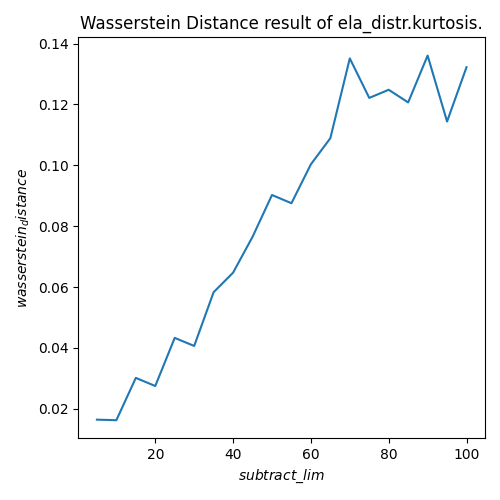 Wasserstein Distance result of ela_distr.kurtosis.
0.14
0.12
0.10
0.08
0.06
0.04
0.02
wasserstein_distance
20 40 60 80 100
subtract_lim